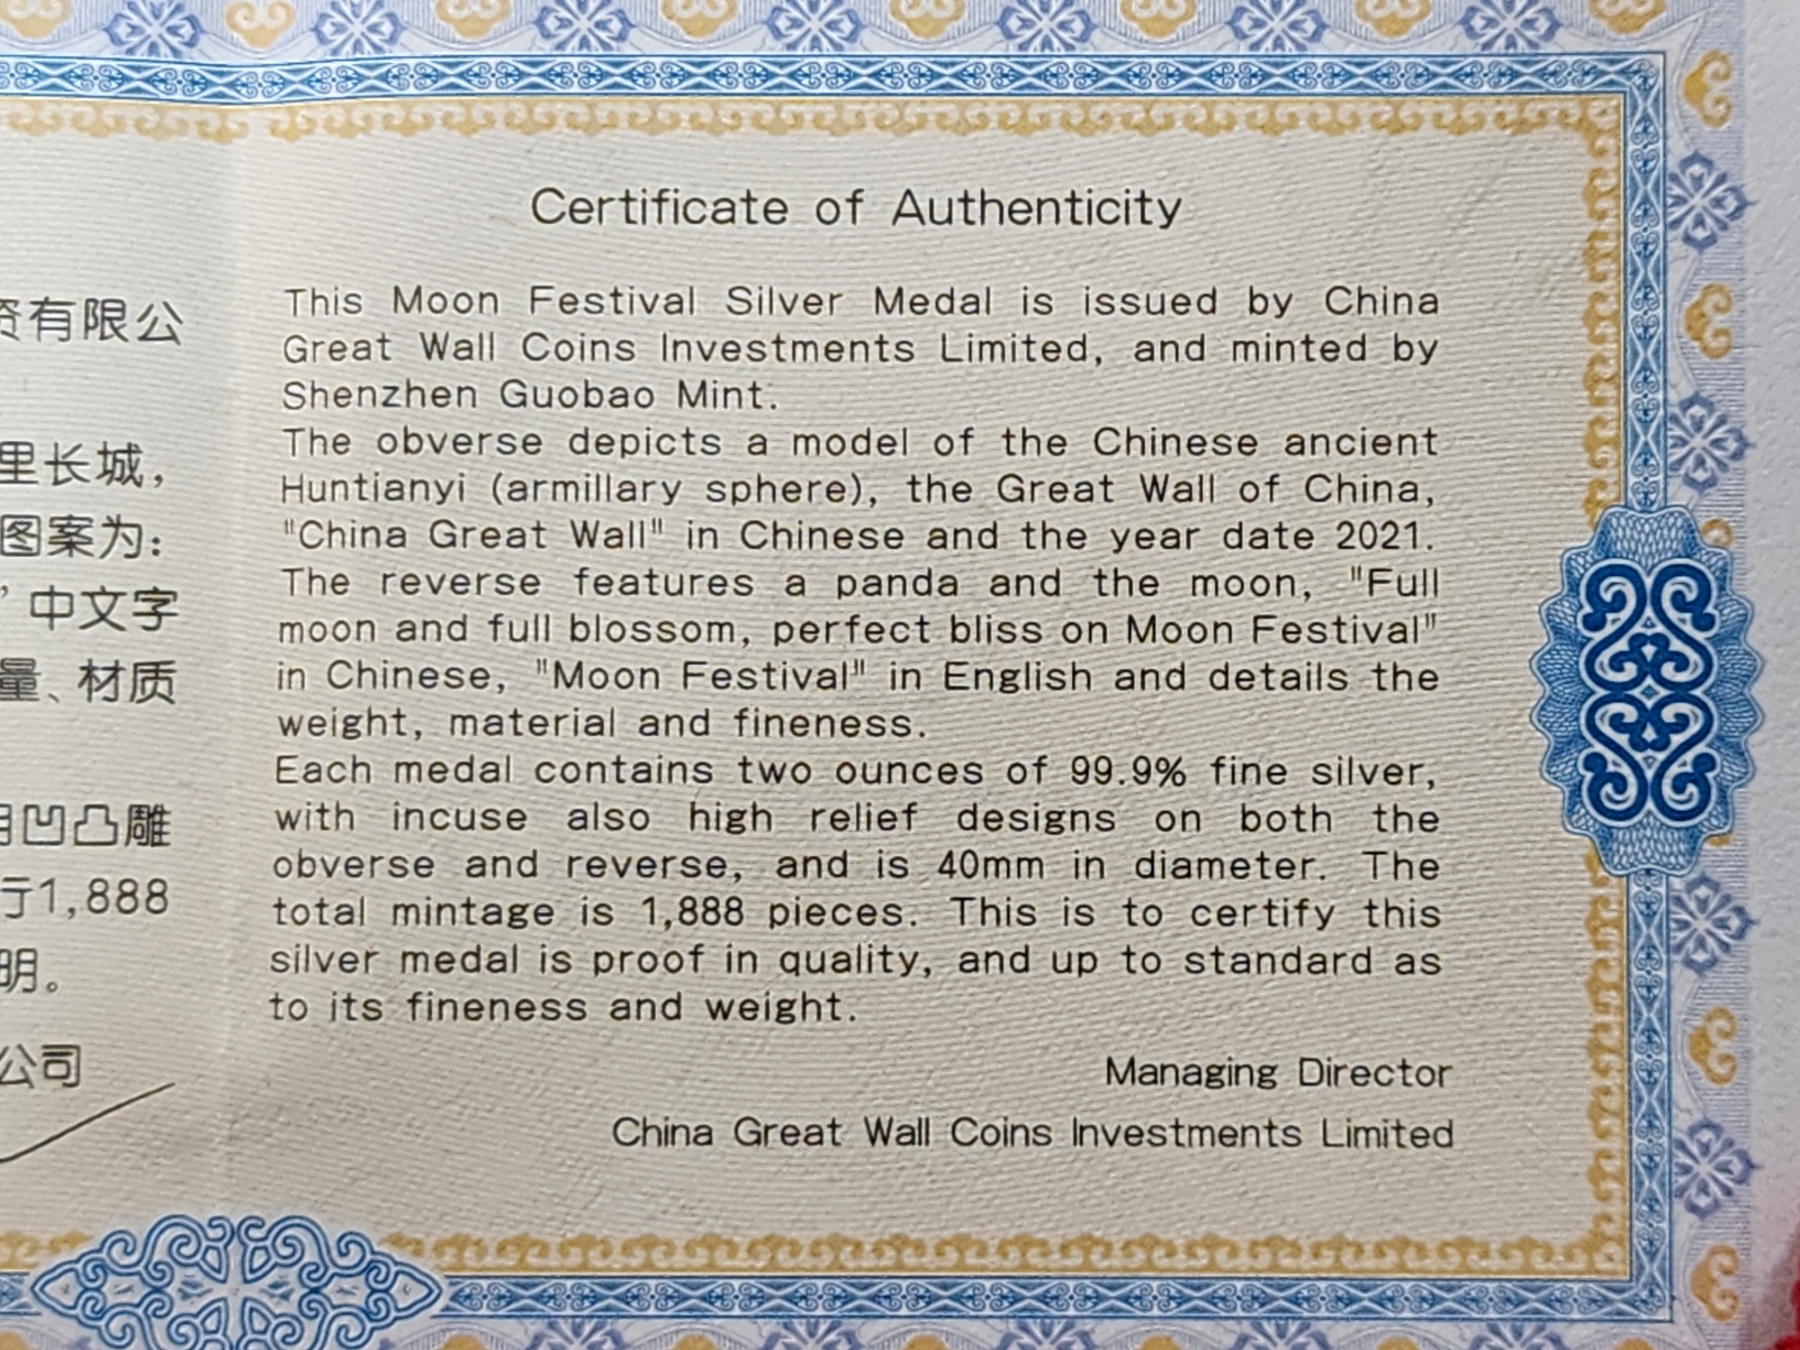 资有限公
里长城，
图案为：
”中文字
量、材质
用凹凸雕
行1,888
明。
公司
Certificate of Authenticity
This Moon Festival Silver Medal is issued by China
Great Wall Coins Investments Limited, and minted by
Shenzhen Guobao Mint.
The obverse depicts a model of the Chinese ancient
Huntianyi (armillary sphere), the Great Wall of China,
"China Great Wall" in Chinese and the year date 2021.
The reverse features a panda and the moon, "Full
moon and full blossom, perfect bliss on Moon Festival"
in Chinese, "Moon Festival" in English and details the
weight, material and fineness.
Each medal contains two ounces of 99.9% fine silver,
with incuse also high relief designs on both the
obverse and reverse, and is 40mm in diameter. The
total mintage is 1,888 pieces. This is to certify this
silver medal is proof in quality, and up to standard as
to its fineness and weight.
Managing Director
China Great Wall Coins Investments Limited